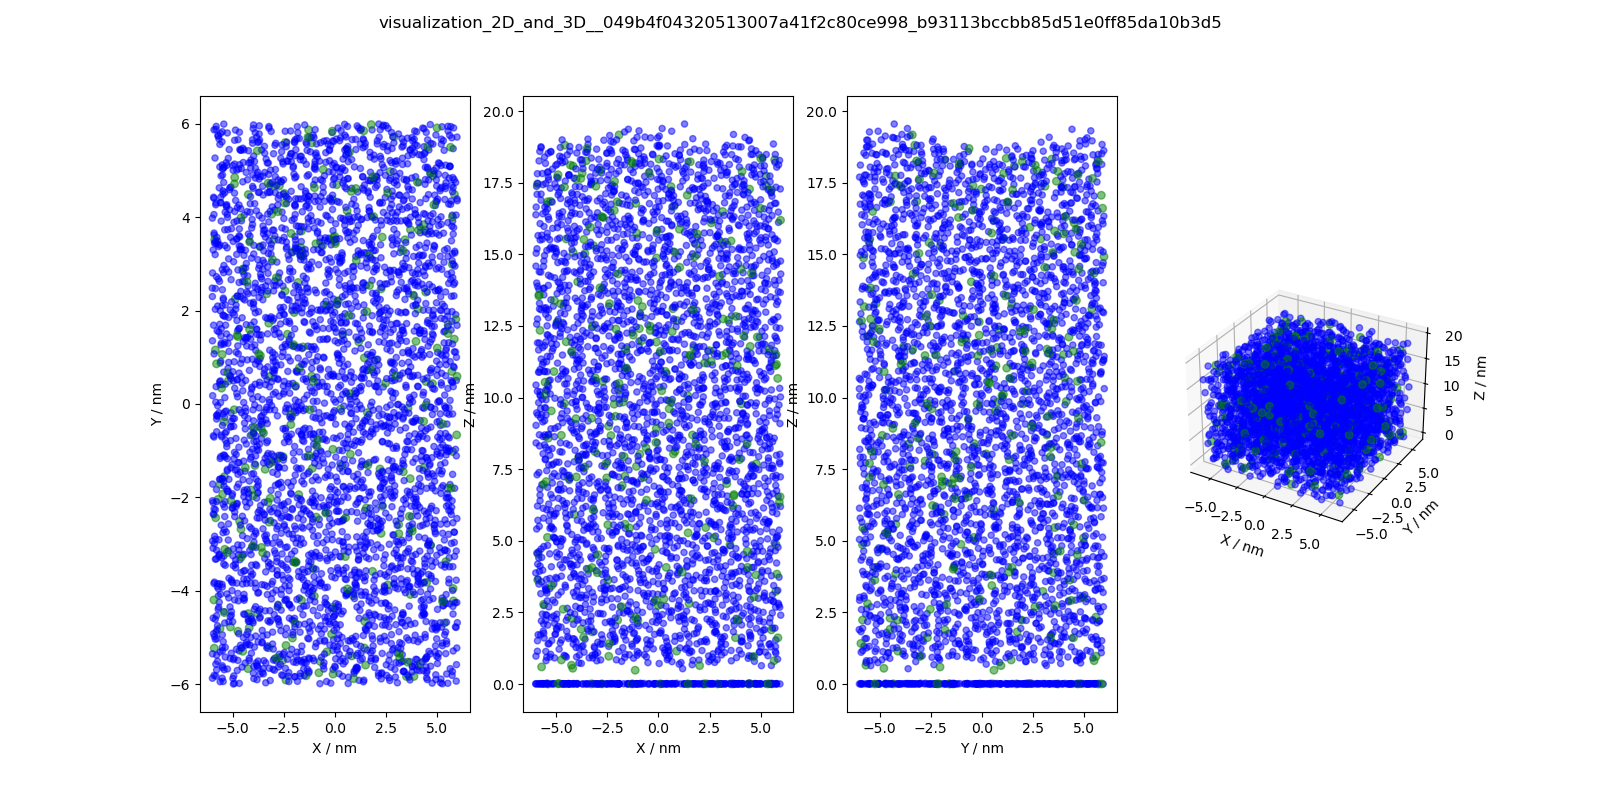 visualization_2D_and_3D__049b4f04320513007a41f2c80ce998_b93113bccbb85d51e0ff85da10b3d5
6
4
2
0
−2
−4
−6
Y / nm
−5.0 −2.5 0.0 2.5 5.0
X / nm
20.0
17.5
15.0
12.5
10.0
7.5
5.0
2.5
0.0
Z / nm
−5.0 −2.5 0.0 2.5 5.0
X / nm
20.0
17.5
15.0
12.5
10.0
7.5
5.0
2.5
0.0
Z / nm
−5.0 −2.5 0.0 2.5 5.0
Y / nm
20
15
10
5
0
Z / nm
−5.0 −2.5 0.0 2.5 5.0
X / nm
−5.0 −2.5 0.0 2.5 5.0
Y / nm